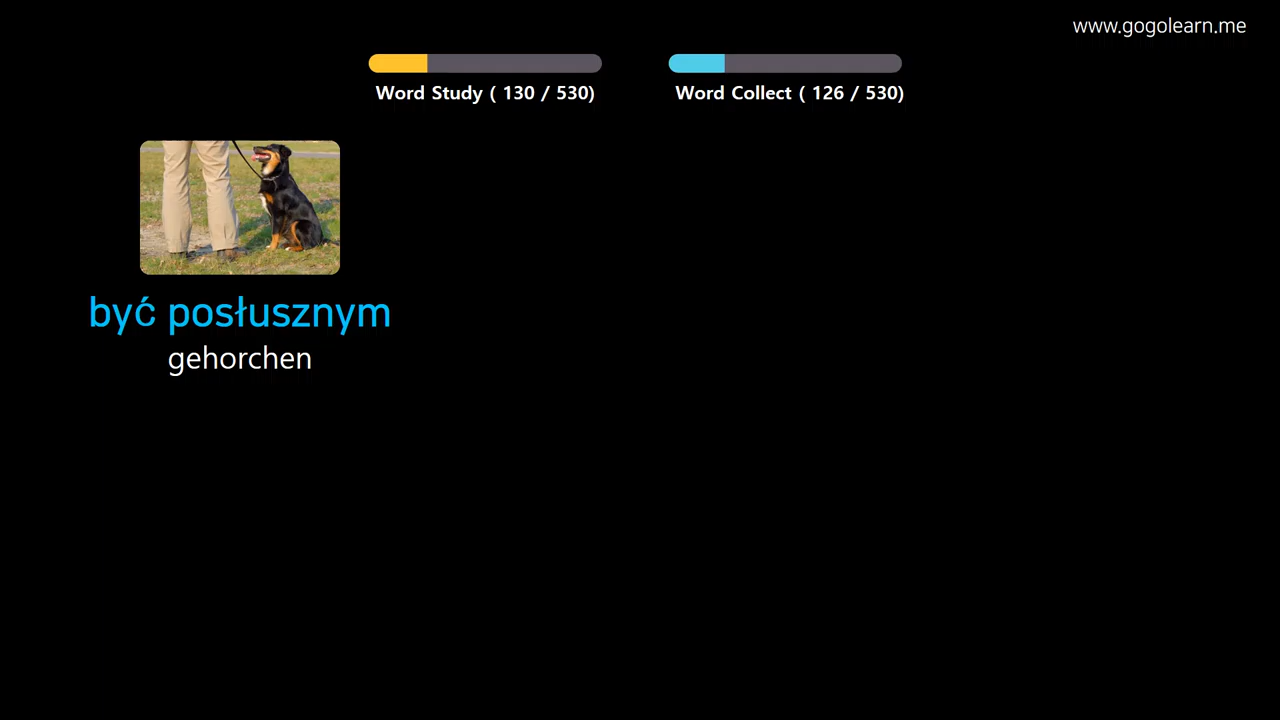 www.gogolearn.me
Word Study ( 130 / 530)
Word Collect ( 126 / 530)
być posłusznym
gehorchen